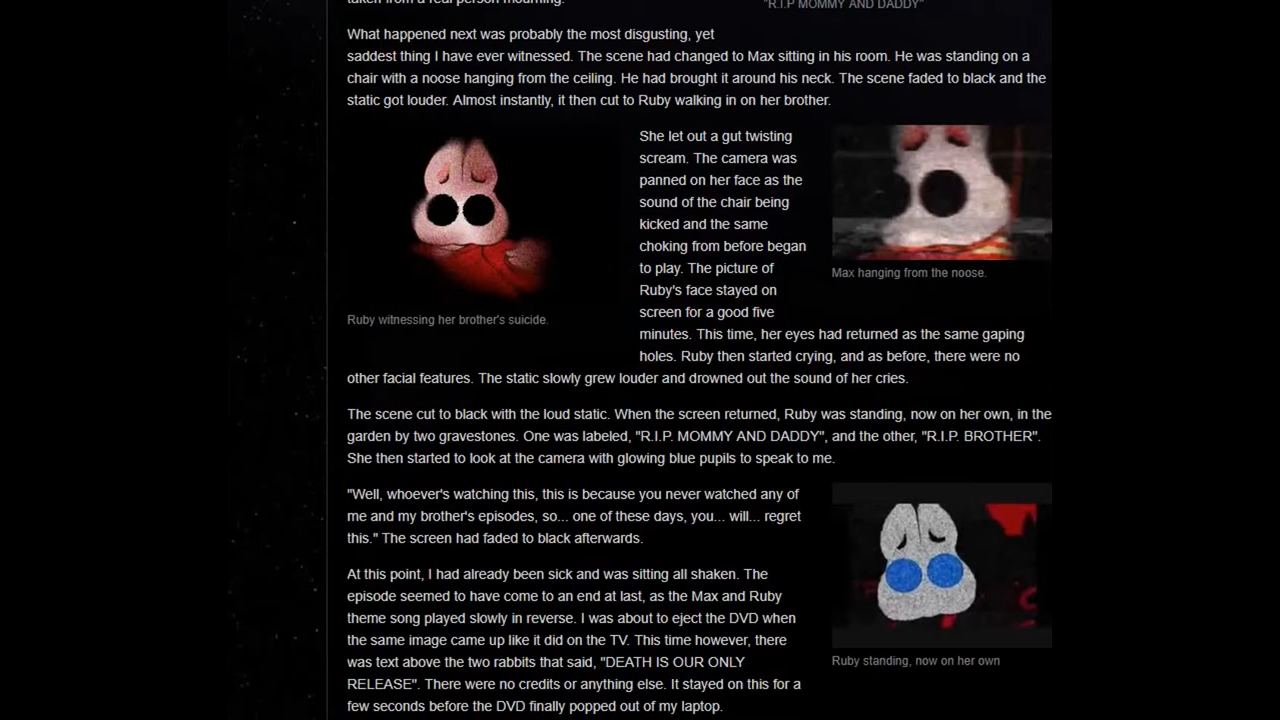 taken from a real person mourning.
"R.I.P MOMMY AND DADDY"
What happened next was probably the most disgusting, yet
saddest thing I have ever witnessed. The scene had changed to Max sitting in his room. He was standing on a
chair with a noose hanging from the ceiling. He had brought it around his neck. The scene faded to black and the
static got louder. Almost instantly, it then cut to Ruby walking in on her brother.
Ruby witnessing her brother's suicide.
She let out a gut twisting
scream. The camera was
panned on her face as the
sound of the chair being
kicked and the same
choking from before began
to play. The picture of
Ruby's face stayed on
screen for a good five
minutes. This time, her eyes had returned as the same gaping
holes. Ruby then started crying, and as before, there were no
other facial features. The static slowly grew louder and drowned out the sound of her cries.
Max hanging from the noose.
The scene cut to black with the loud static. When the screen returned, Ruby was standing, now on her own, in the
garden by two gravestones. One was labeled, "R.I.P. MOMMY AND DADDY", and the other, "R.I.P. BROTHER".
She then started to look at the camera with glowing blue pupils to speak to me.
"Well, whoever's watching this, this is because you never watched any of
me and my brother's episodes, so... one of these days, you... will... regret
this." The screen had faded to black afterwards.
At this point, I had already been sick and was sitting all shaken. The
episode seemed to have come to an end at last, as the Max and Ruby
theme song played slowly in reverse. I was about to eject the DVD when
the same image came up like it did on the TV. This time however, there
was text above the two rabbits that said, "DEATH IS OUR ONLY
RELEASE". There were no credits or anything else. It stayed on this for a
few seconds before the DVD finally popped out of my laptop.
Ruby standing, now on her own